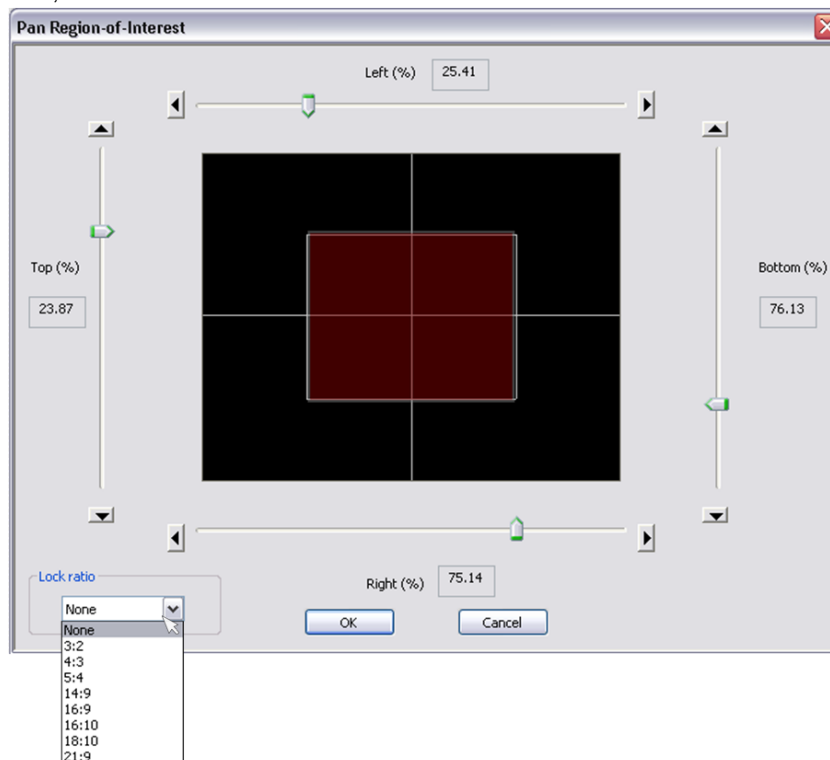 Pan Region-of-Interest
Left (%) 25.41
Top (%)
23.87
Bottom (%)
76.13
Right (%) 75.14
Lock ratio
None
None
3:2
4:3
5:4
14:9
16:9
16:10
18:10
21:9
OK
Cancel